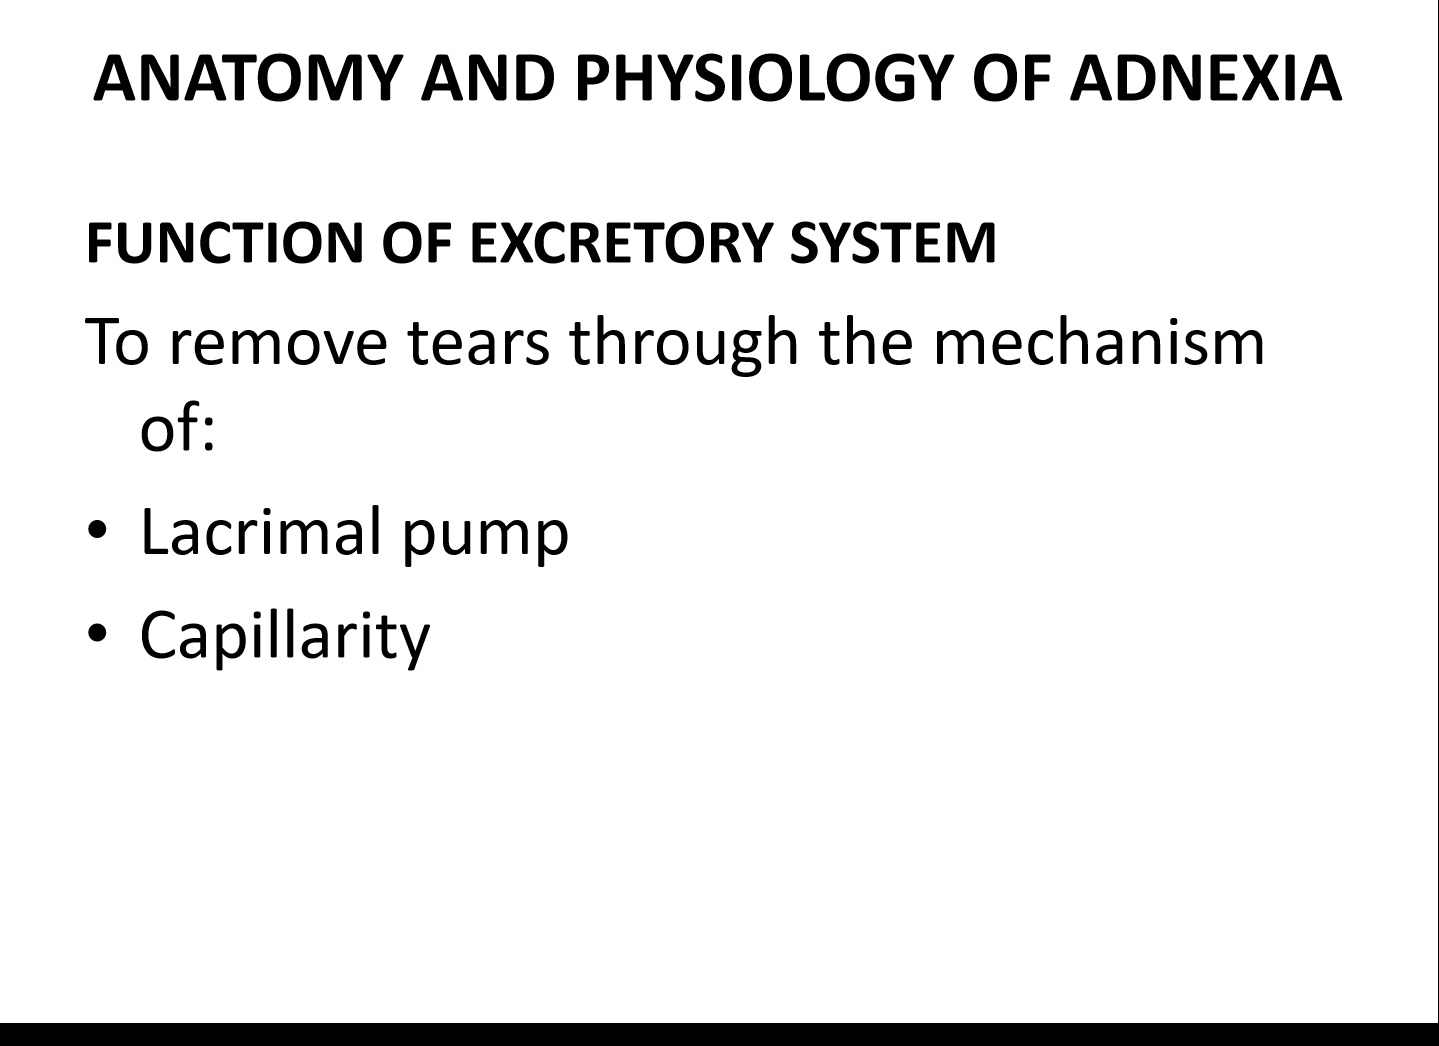 ANATOMY AND PHYSIOLOGY OF ADNEXIA
FUNCTION OF EXCRETORY SYSTEM
To remove tears through the mechanism
of:
• Lacrimal pump
• Capillarity